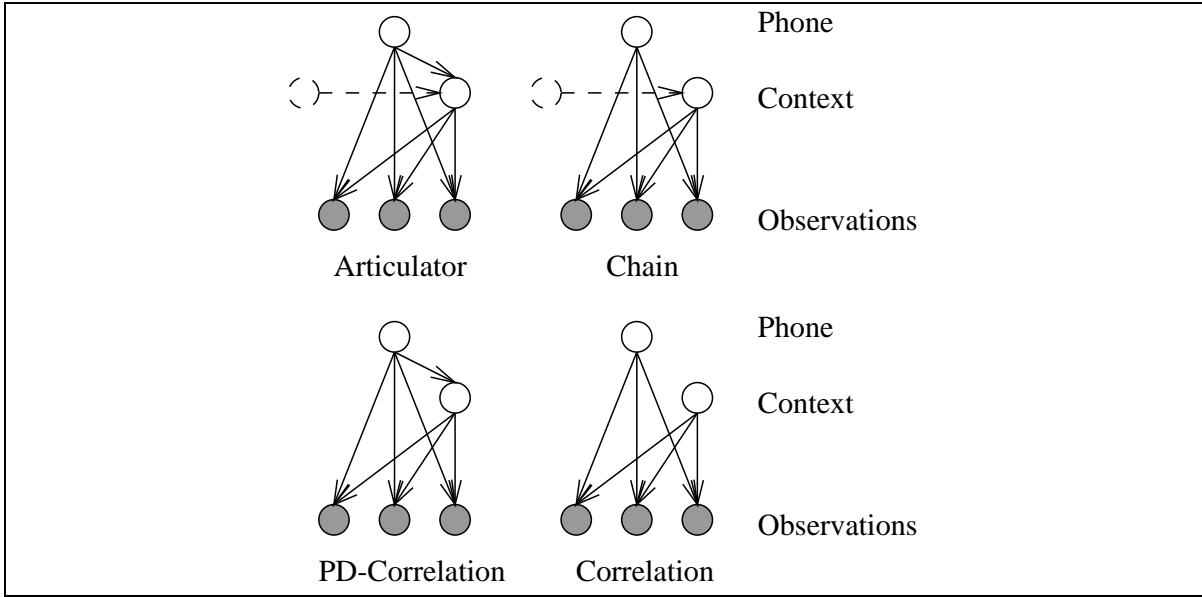 Phone
Context
Observations
Articulator Chain
Phone
Context
Observations
PD-Correlation Correlation